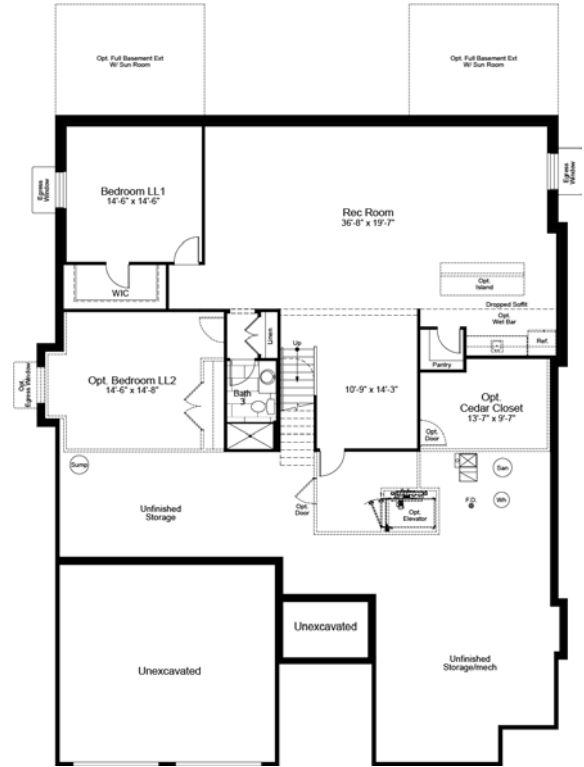 Opt. Full Basement Ext
W/ Sun Room
Opt. Full Basement Ext
W/ Sun Room
Egress
Window
Bedroom LL1
14'-6" x 14'-6"
Egress
Window
Rec Room
36'-8" x 19'-7"
WIC
Opt.
Island
Dropped Soffit
Opt.
Wet Bar
Ref.
Linen
Up
Pantry
Opt.
Egress Window
Opt. Bedroom LL2
14'-6" x 14'-8"
Bath
3
10'-9" x 14'-3"
Opt.
Cedar Closet
13'-7" x 9'-7"
Opt.
Door
Sump
San
Unfinished
Storage
Opt.
Door
Opt.
Elevator
F.D.
Wh
Unexcavated
Unexcavated
Unfinished
Storage/mech